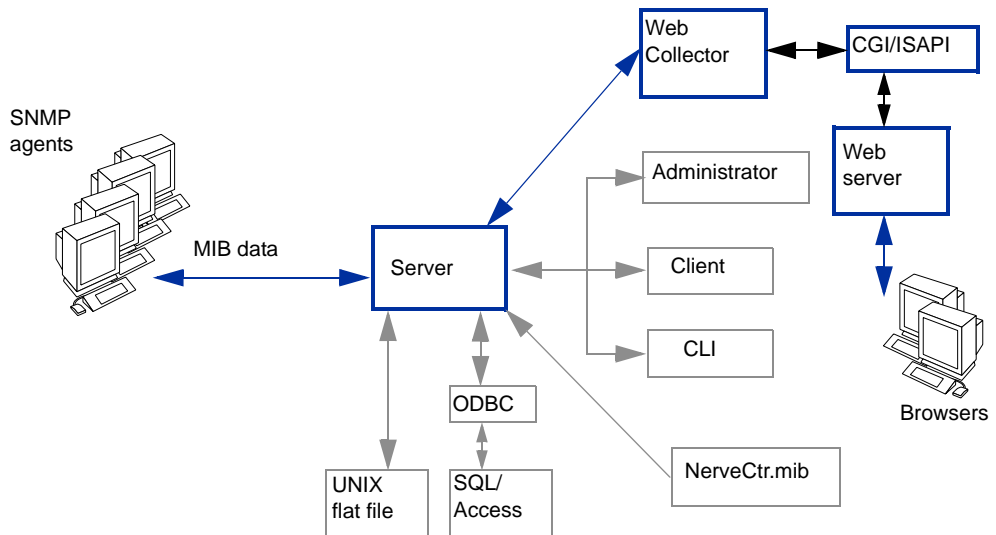 Web
Collector
CGI/ISAPI
SNMP
agents
Web
server
Administrator
MIB data
Server
Client
CLI
ODBC
Browsers
UNIX
flat file
SQL/
Access
NerveCtr.mib